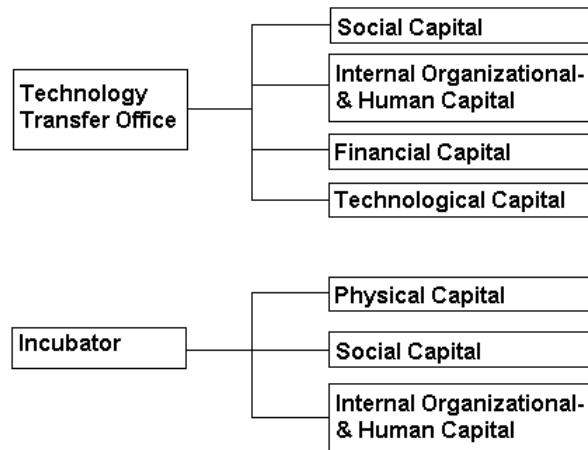 Technology
Transfer Office
Social Capital
Internal Organizational-
& Human Capital
Financial Capital
Technological Capital
Incubator
Physical Capital
Social Capital
Internal Organizational-
& Human Capital